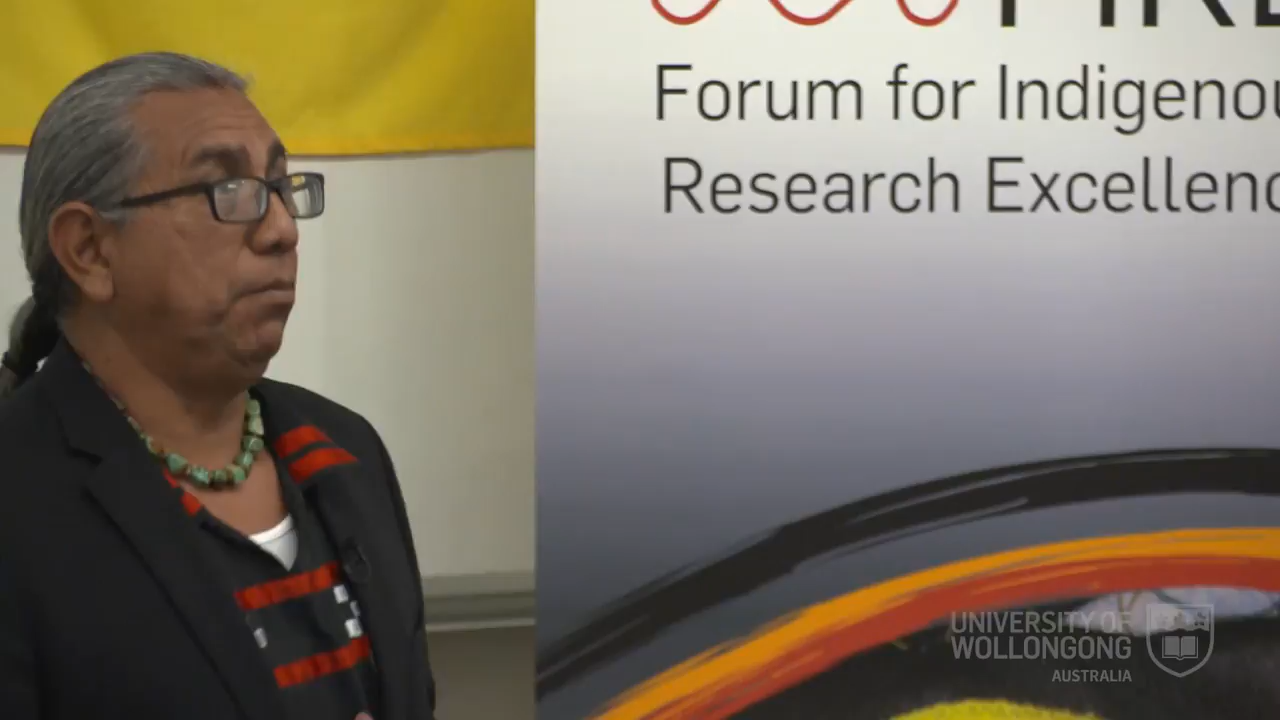 Forum for Indigenou
Research Excellenc
UNIVERSITY OF
WOLLONGONG
AUSTRALIA